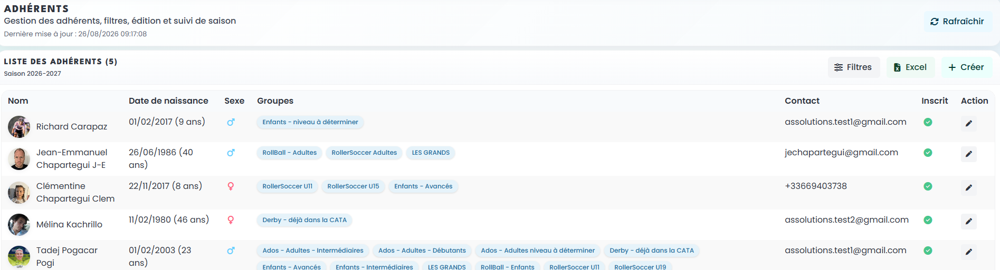 ADHÉRENTS
Gestion des adhérents, filtres, édition et suivi de saison
Dernière mise à jour : 26/08/2026 09:17:08
Rafraîchir
LISTE DES ADHÉRENTS (5)
Saison 2026-2027
Filtres
Excel
Créer
Nom Date de naissance Sexe Groupes Contact Inscrit Action
Richard Carapaz 01/02/2017 (9 ans) Enfants - niveau à déterminer assolutions.test1@gmail.com
Jean-Emmanuel 26/06/1986 (40 RollBall - Adultes RollerSoccer Adultes LES GRANDS jechapartegui@gmail.com
Chapartegui J-E ans)
Clémentine 22/11/2017 (8 ans) RollerSoccer U11 RollerSoccer U15 Enfants - Avancés +33669403738
Chapartegui Clem
Mélina Kachrillo 11/02/1980 (46 ans) Derby - déjà dans la CATA assolutions.test2@gmail.com
Tadej Pogacar 01/02/2003 (23 Ados - Adultes - Intermédiaires Ados - Adultes - Débutants Ados - Adultes niveau à déterminer Derby - déjà dans la CATA assolutions.test1@gmail.com
Pogi ans) Enfants - Avancés Enfants - Intermédiaires LES GRANDS RollBall - Enfants RollerSoccer U11 RollerSoccer U19